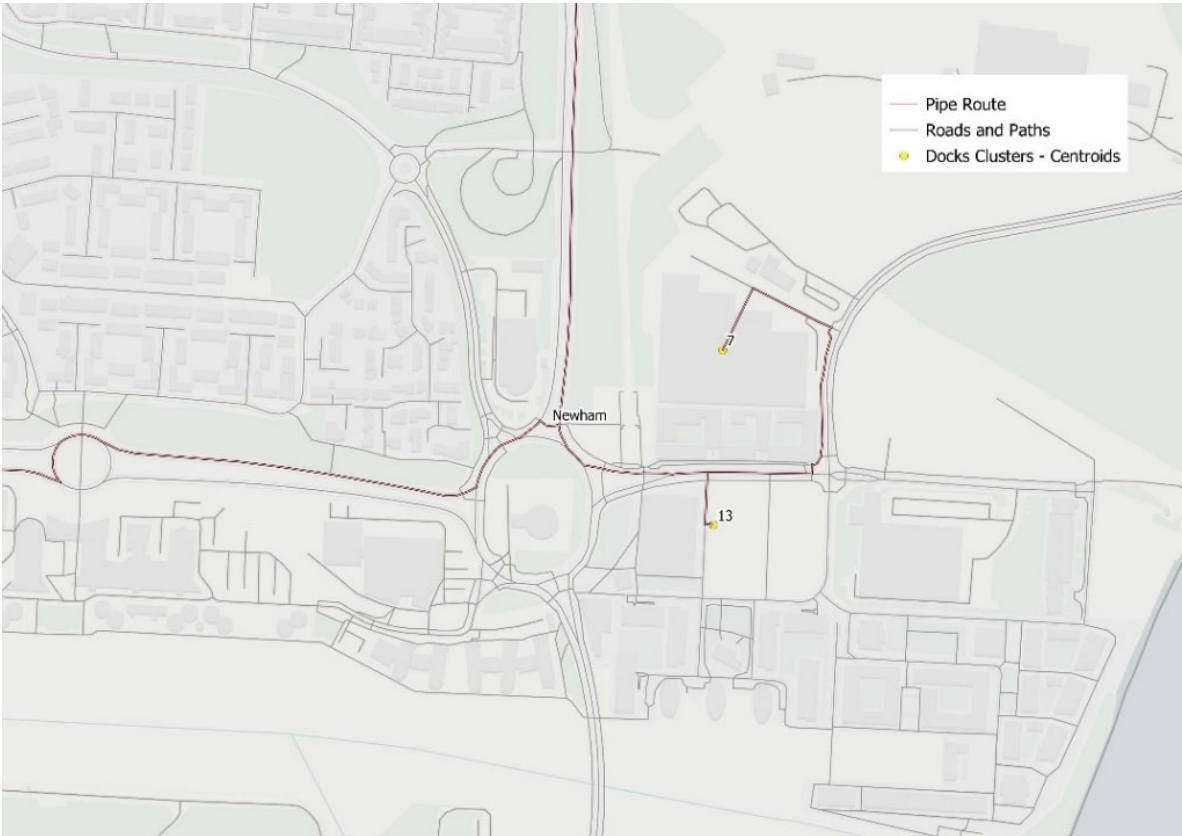 Pipe Route
Roads and Paths
Docks Clusters - Centroids
7
Newham
13